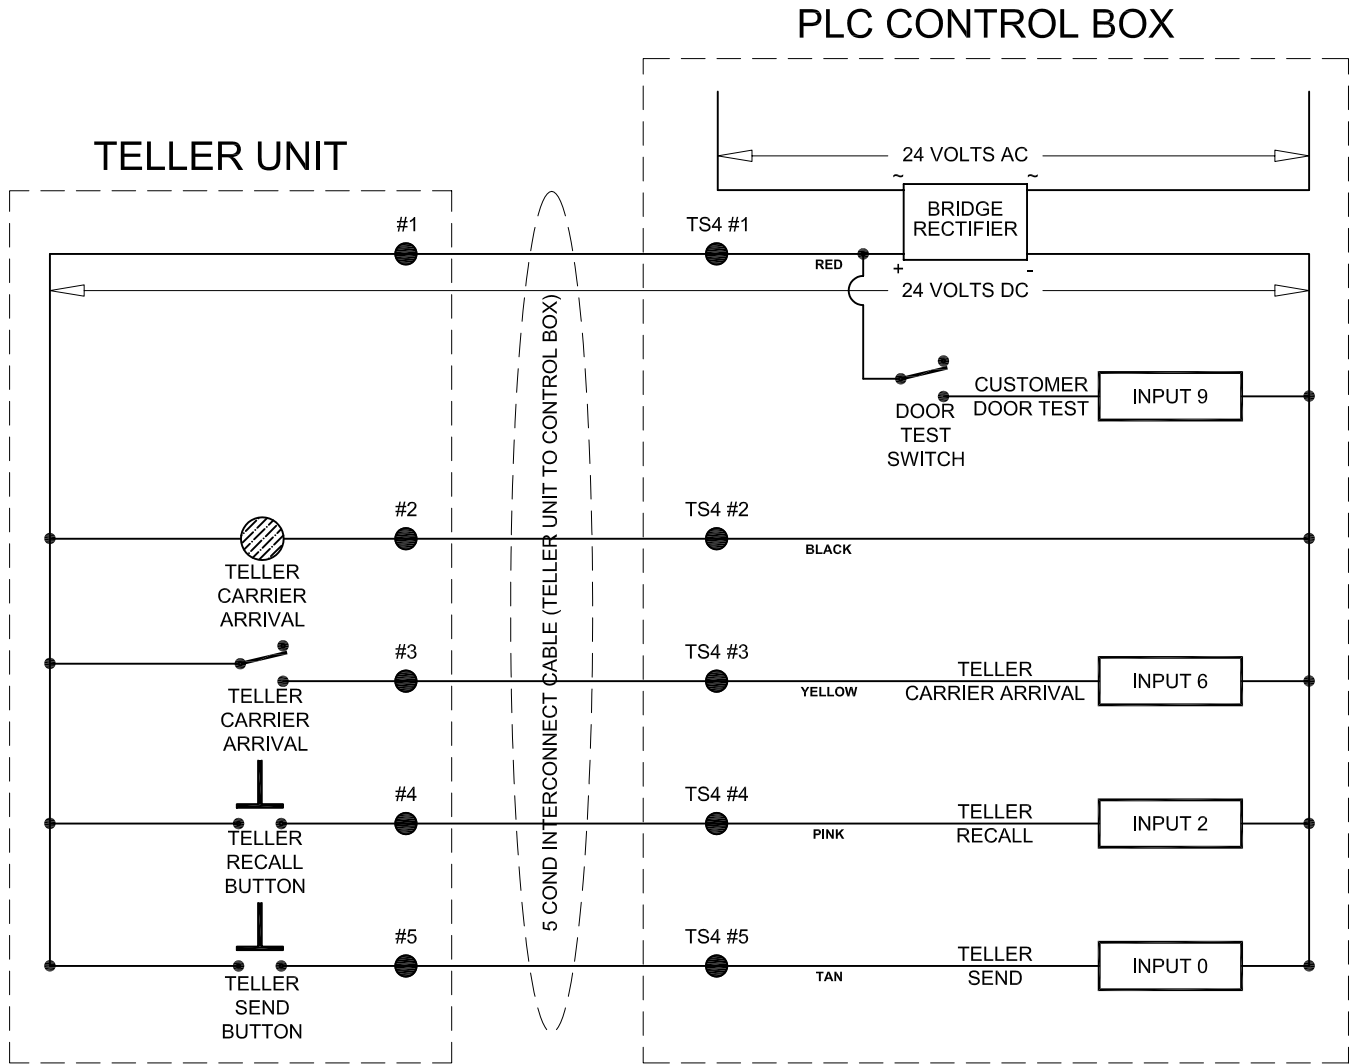 PLC CONTROL BOX
TELLER UNIT
24 VOLTS AC
~ ~
BRIDGE
RECTIFIER
+ -
#1
TS4 #1
RED
24 VOLTS DC
5 COND INTERCONNECT CABLE (TELLER UNIT TO CONTROL BOX)
DOOR
TEST
SWITCH
CUSTOMER
DOOR TEST
INPUT 9
#2
TS4 #2
BLACK
TELLER
CARRIER
ARRIVAL
#3
TS4 #3
YELLOW
TELLER
CARRIER ARRIVAL
INPUT 6
TELLER
CARRIER
ARRIVAL
#4
TS4 #4
PINK
TELLER
RECALL
INPUT 2
TELLER
RECALL
BUTTON
#5
TS4 #5
TAN
TELLER
SEND
INPUT 0
TELLER
SEND
BUTTON